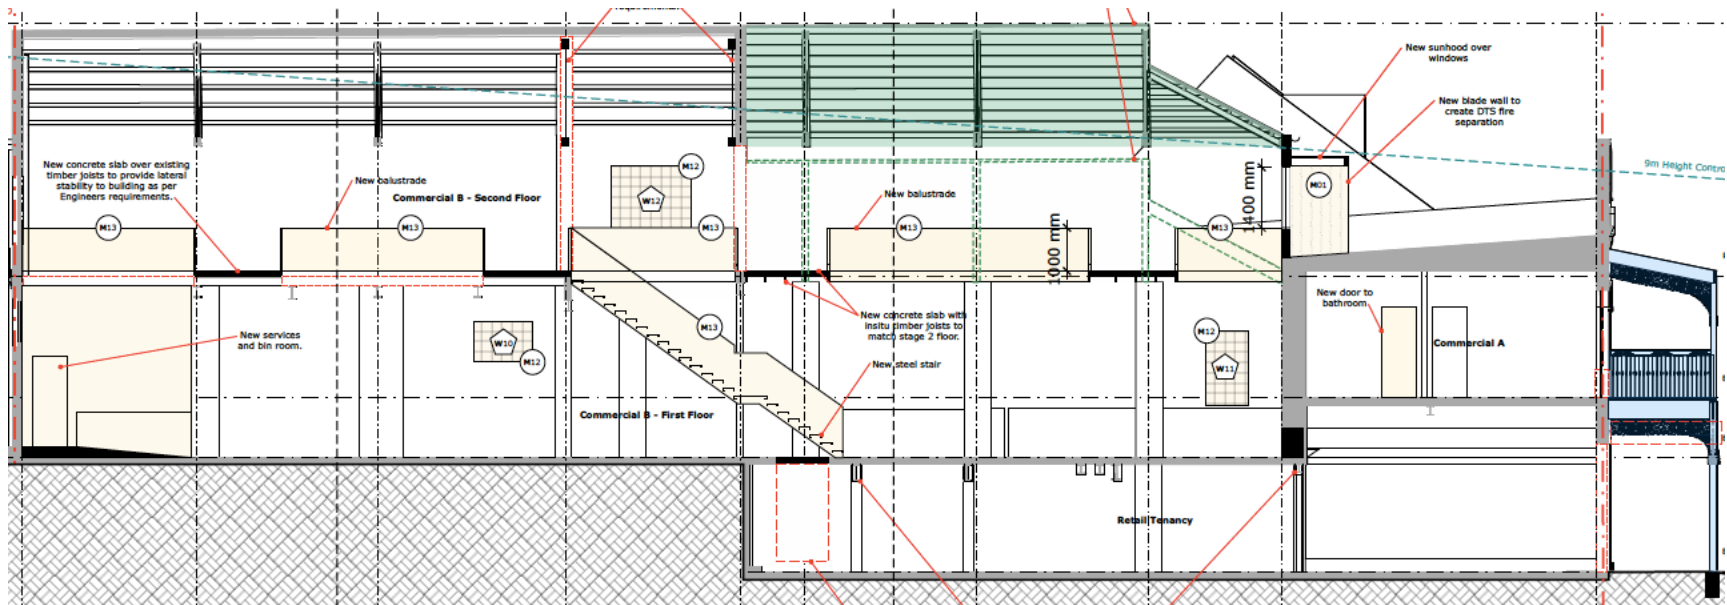 requirements.
New sunhood over
windows
New blade wall to
create DTS fire
separation
9m Height Contro
New concrete slab over existing
timber joists to provide lateral
stability to building as per
Engineers requirements.
New balustrade
Commercial B - Second Floor
M12
W12
New balustrade
M01
1400 mm
M13
M13
M13
M13
M13
1000 mm
New services
and bin room.
W10
M12
M13
New concrete slab with
insitu timber joists to
match stage 2 floor.
New steel stair
M12
W11
New door to
bathroom
Commercial A
Commercial B - First Floor
Retail Tenancy